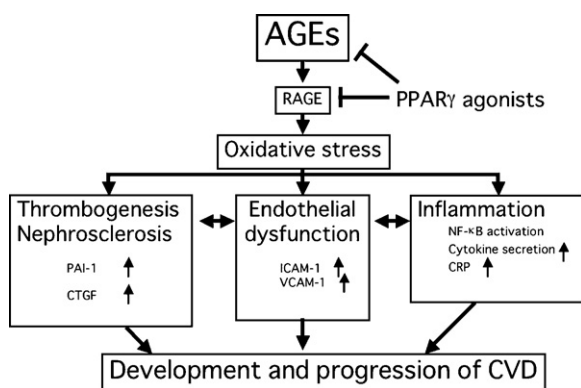 AGEs
RAGE
PPARγ agonists
Oxidative stress
Thrombogenesis
Nephrosclerosis
PAI-1
CTGF
Endothelial
dysfunction
ICAM-1
VCAM-1
Inflammation
NF-κB activation
Cytokine secretion
CRP
Development and progression of CVD